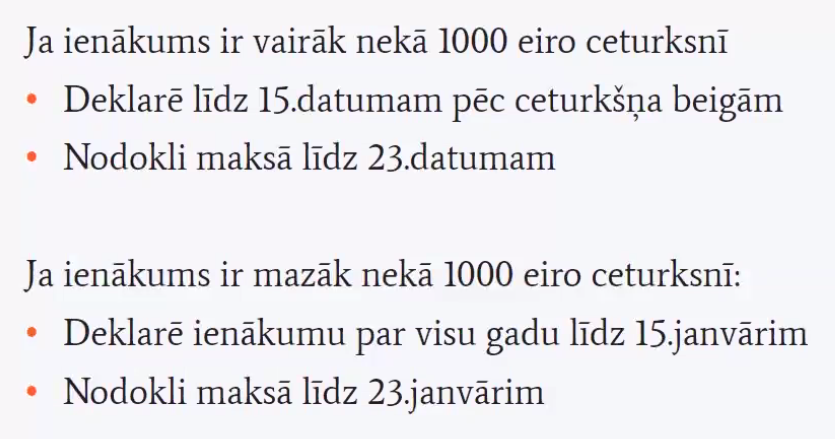 Ja ienākums ir vairāk nekā 1000 eiro ceturksnī
• Deklarē līdz 15.datumam pēc ceturkšņa beigām
• Nodokli maksā līdz 23.datumam
Ja ienākums ir mazāk nekā 1000 eiro ceturksnī:
• Deklarē ienākumu par visu gadu līdz 15.janvārim
• Nodokli maksā līdz 23.janvārim